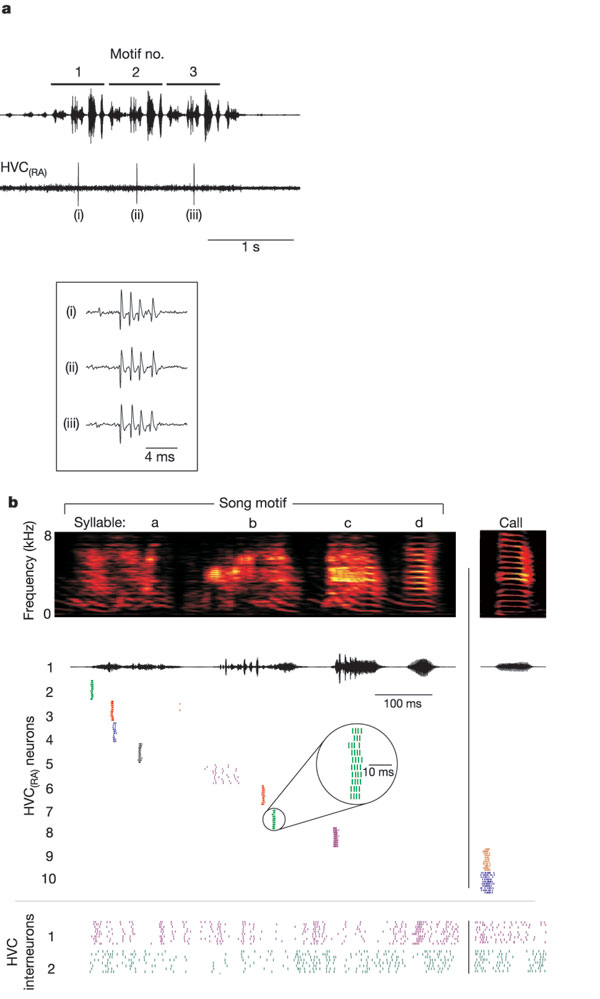 a
Motif no.
1 2 3
HVC(RA)
(i) (ii) (iii)
1 s
(i)
(ii)
(iii)
4 ms
b
Song motif
Syllable: a b c d Call
8
Frequency (kHz)
0
1
100 ms
2
3
4
5
10 ms
6
7
8
9
10
HVC(RA) neurons
1
2
HVC
interneurons